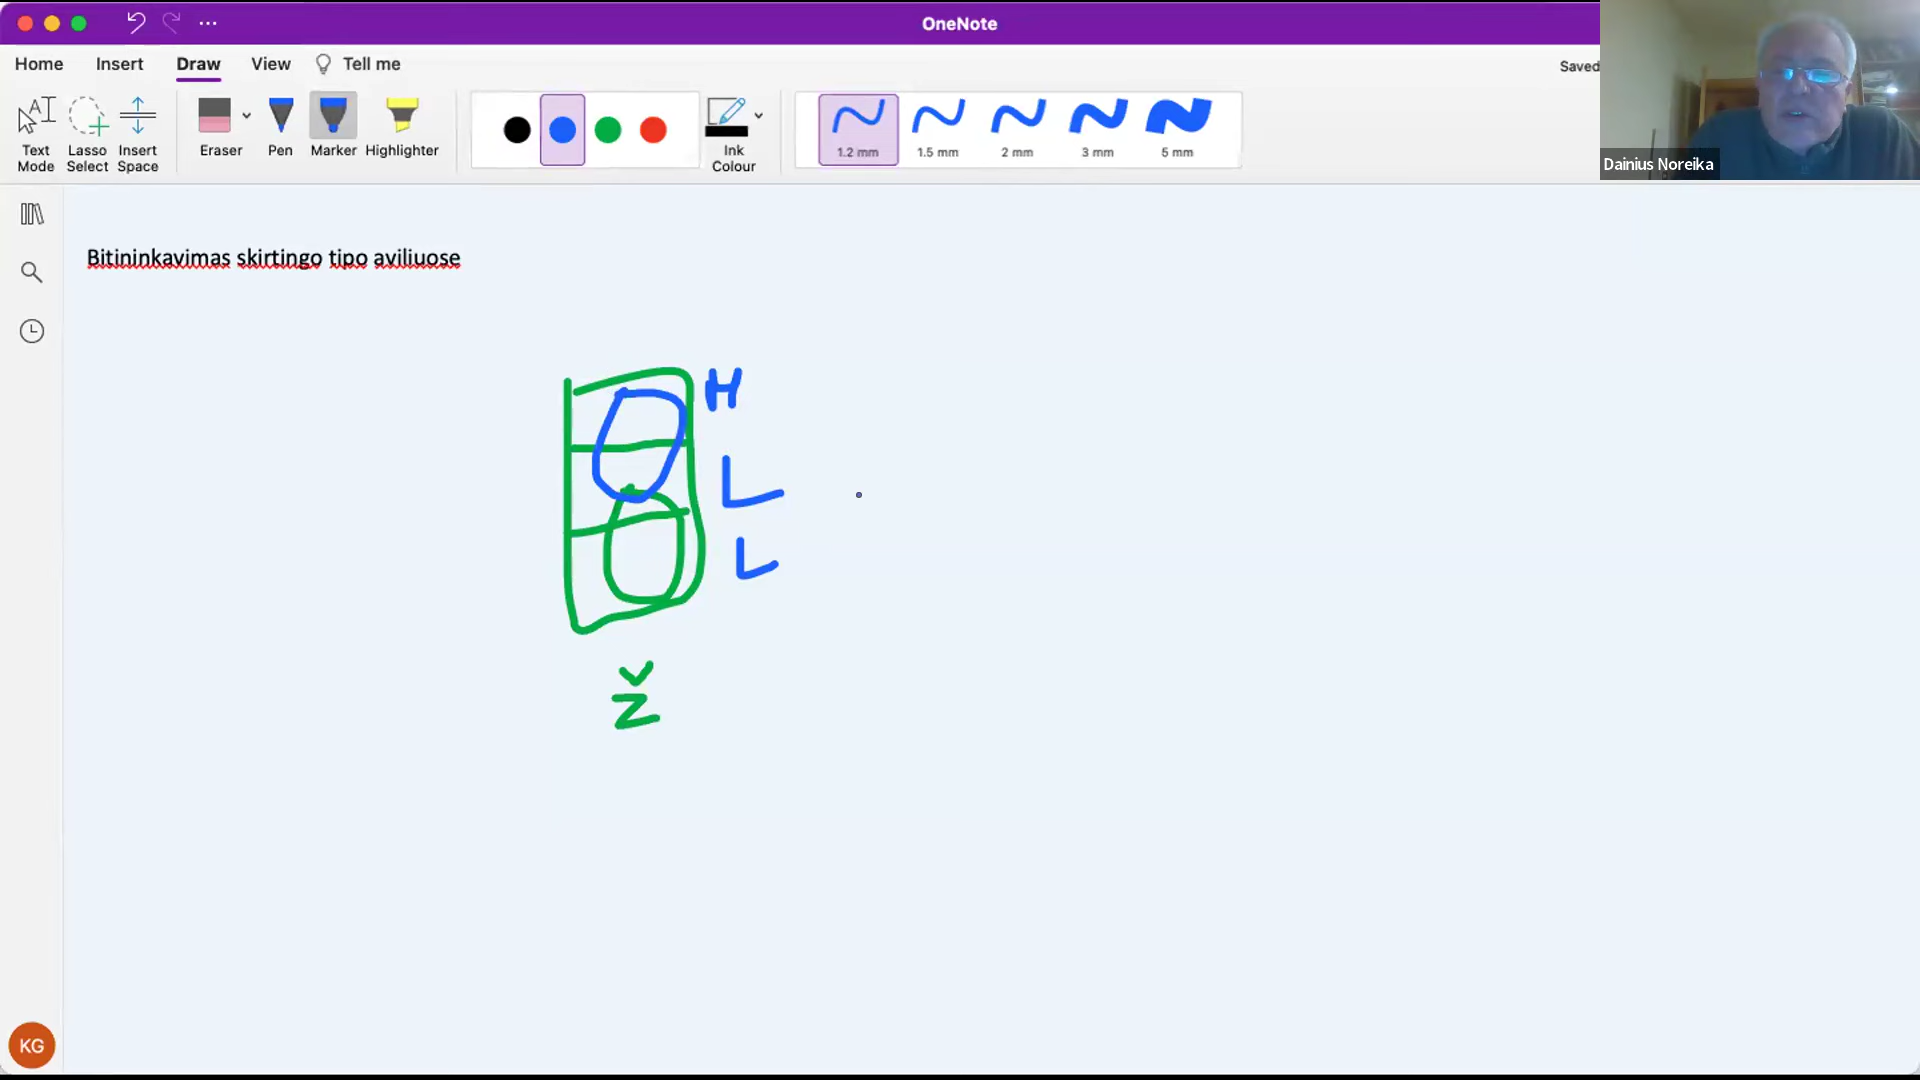 OneNote
Home Insert Draw View Tell me
Saved
Text Mode
Lasso Select
Insert Space
Eraser
Pen
Marker
Highlighter
Ink Colour
1.2 mm
1.5 mm
2 mm
3 mm
5 mm
Dainius Noreika
Bitininkavimas skirtingo tipo aviliuose
H
L
L
Ž
KG